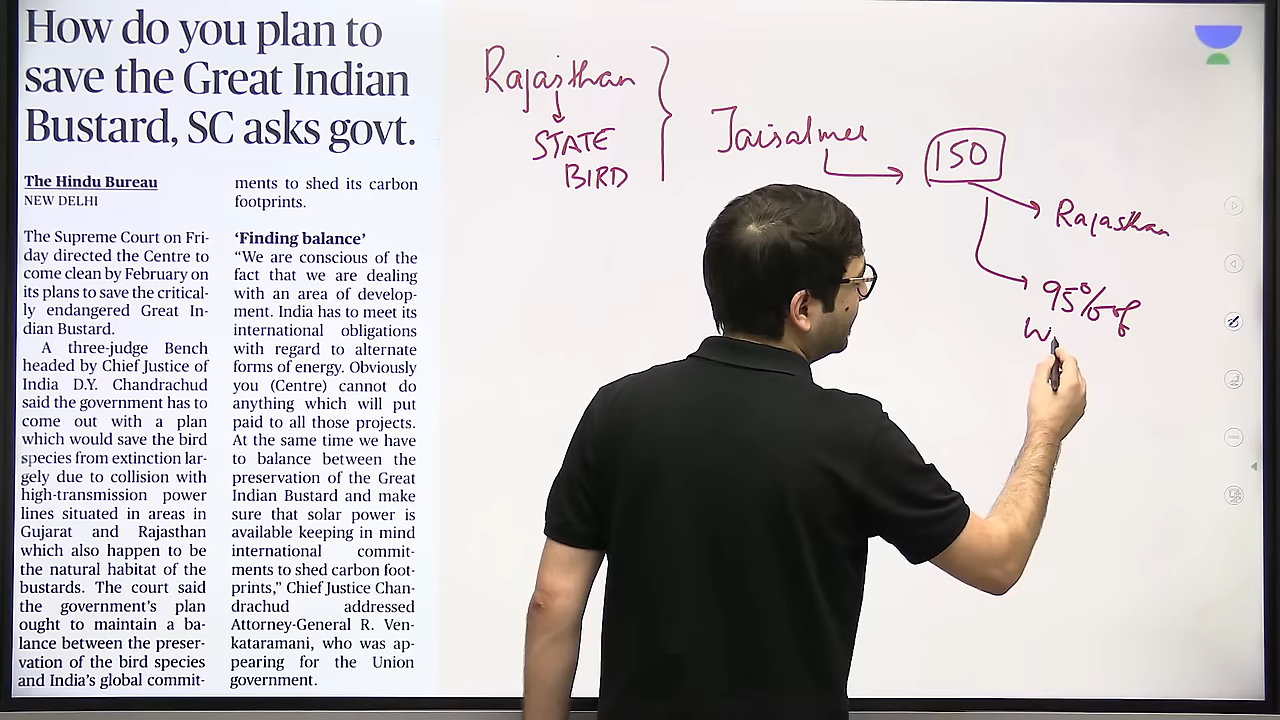 How do you plan to
save the Great Indian
Bustard, SC asks govt.
The Hindu Bureau
NEW DELHI
The Supreme Court on Fri-
day directed the Centre to
come clean by February on
its plans to save the critical-
ly endangered Great In-
dian Bustard.
A three-judge Bench
headed by Chief Justice of
India D.Y. Chandrachud
said the government has to
come out with a plan
which would save the bird
species from extinction lar-
gely due to collision with
high-transmission power
lines situated in areas in
Gujarat and Rajasthan
which also happen to be
the natural habitat of the
bustards. The court said
the government's plan
ought to maintain a ba-
lance between the preser-
vation of the bird species
and India's global commit-
ments to shed its carbon
footprints.
‘Finding balance’
“We are conscious of the
fact that we are dealing
with an area of develop-
ment. India has to meet its
international obligations
with regard to alternate
forms of energy. Obviously
you (Centre) cannot do
anything which will put
paid to all those projects.
At the same time we have
to balance between the
preservation of the Great
Indian Bustard and make
sure that solar power is
available keeping in mind
international commit-
ments to shed carbon foot-
prints,” Chief Justice Chan-
drachud addressed
Attorney-General R. Ven-
kataramani, who was ap-
pearing for the Union
government.
Rajasthan
STATE
BIRD
Jaisalmer
150
Rajasthan
95% of
W